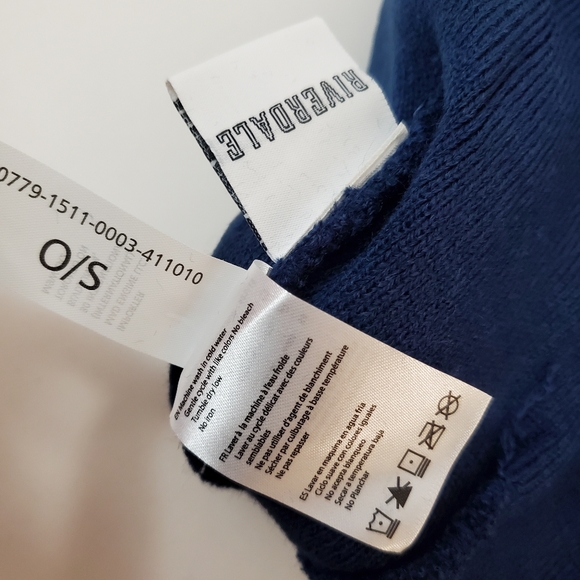 RIVERDALE
0779-1511-0003-411010
O/S
Machine wash in cold water
Gentle cycle with like colors No bleach
Tumble dry low
No iron
FR Laver à la machine à l'eau froide
Laver au cycle délicat avec des couleurs
semblables
Ne pas utiliser d'agent de blanchiment
Sécher par culbutage à basse température
Ne pas repasser
ES Lavar en maquina en agua fria
Ciclo suave con colores iguales
No acepta blanqueo
Secar a temperatura baja
No Planchar